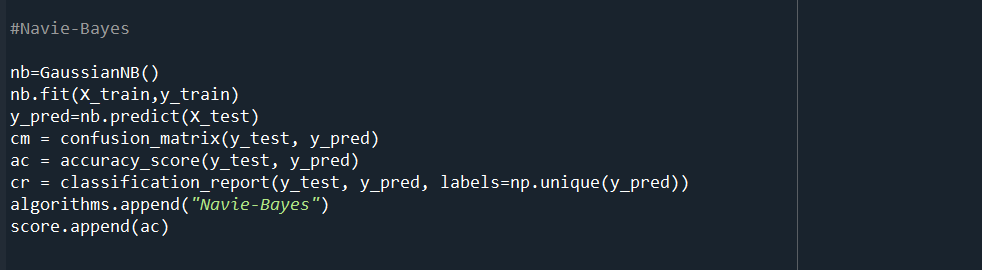 #Navie-Bayes
nb=GaussianNB()
nb.fit(X_train,y_train)
y_pred=nb.predict(X_test)
cm = confusion_matrix(y_test, y_pred)
ac = accuracy_score(y_test, y_pred)
cr = classification_report(y_test, y_pred, labels=np.unique(y_pred))
algorithms.append("Navie-Bayes")
score.append(ac)